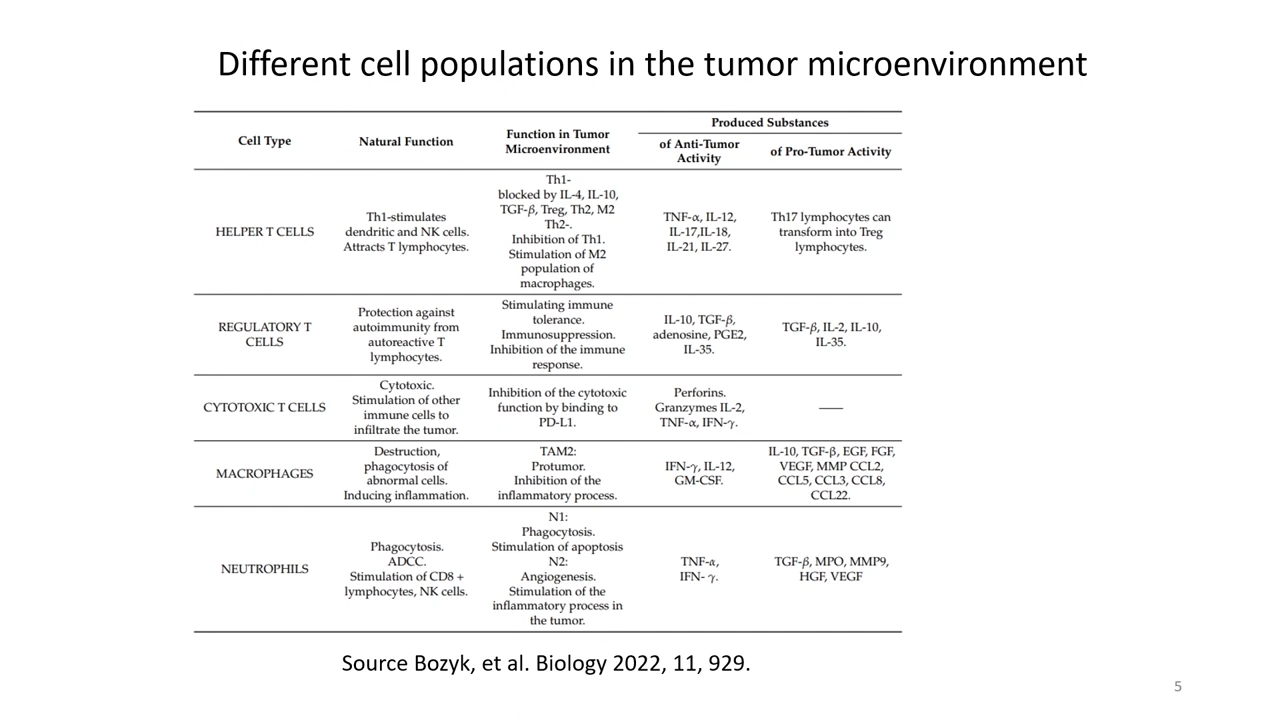 Different cell populations in the tumor microenvironment
Produced Substances
Cell Type
Natural Function
Function in Tumor
Microenvironment
of Anti-Tumor
Activity
of Pro-Tumor Activity
HELPER T CELLS
Th1-stimulates
dendritic and NK cells.
Attracts T lymphocytes.
Th1-
blocked by IL-4, IL-10,
TGF-β, Treg, Th2, M2
Th2-.
Inhibition of Th1.
Stimulation of M2
population of
macrophages.
TNF-α, IL-12,
IL-17,IL-18,
IL-21, IL-27.
Th17 lymphocytes can
transform into Treg
lymphocytes.
REGULATORY T
CELLS
Protection against
autoimmunity from
autoreactive T
lymphocytes.
Stimulating immune
tolerance.
Immunosuppression.
Inhibition of the immune
response.
IL-10, TGF-β,
adenosine, PGE2,
IL-35.
TGF-β, IL-2, IL-10,
IL-35.
CYTOTOXIC T CELLS
Cytotoxic.
Stimulation of other
immune cells to
infiltrate the tumor.
Inhibition of the cytotoxic
function by binding to
PD-L1.
Perforins.
Granzymes IL-2,
TNF-α, IFN-γ.
——
MACROPHAGES
Destruction,
phagocytosis of
abnormal cells.
Inducing inflammation.
TAM2:
Protumor.
Inhibition of the
inflammatory process.
IFN-γ, IL-12,
GM-CSF.
IL-10, TGF-β, EGF, FGF,
VEGF, MMP CCL2,
CCL5, CCL3, CCL8,
CCL22.
NEUTROPHILS
Phagocytosis.
ADCC.
Stimulation of CD8 +
lymphocytes, NK cells.
N1:
Phagocytosis.
Stimulation of apoptosis
N2:
Angiogenesis.
Stimulation of the
inflammatory process in
the tumor.
TNF-α,
IFN- γ.
TGF-β, MPO, MMP9,
HGF, VEGF
Source Bozyk, et al. Biology 2022, 11, 929.
5